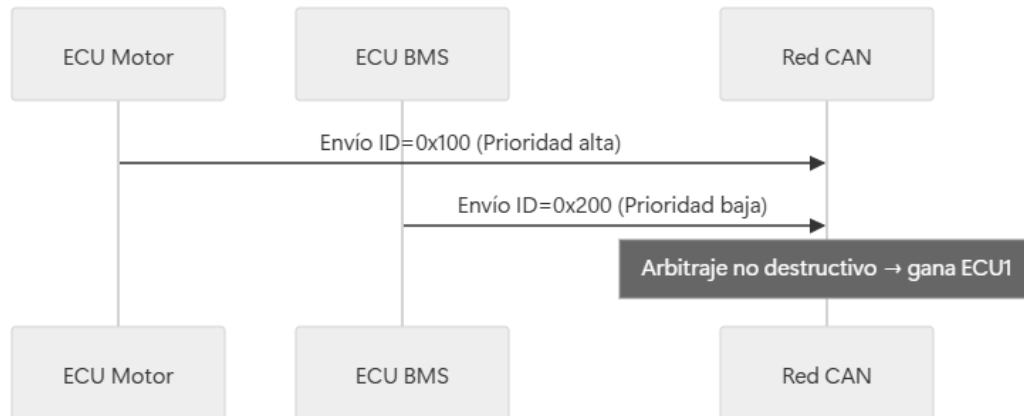 ECU Motor
ECU BMS
Red CAN
Envío ID=0x100 (Prioridad alta)
Envío ID=0x200 (Prioridad baja)
Arbitraje no destructivo → gana ECU1
ECU Motor
ECU BMS
Red CAN